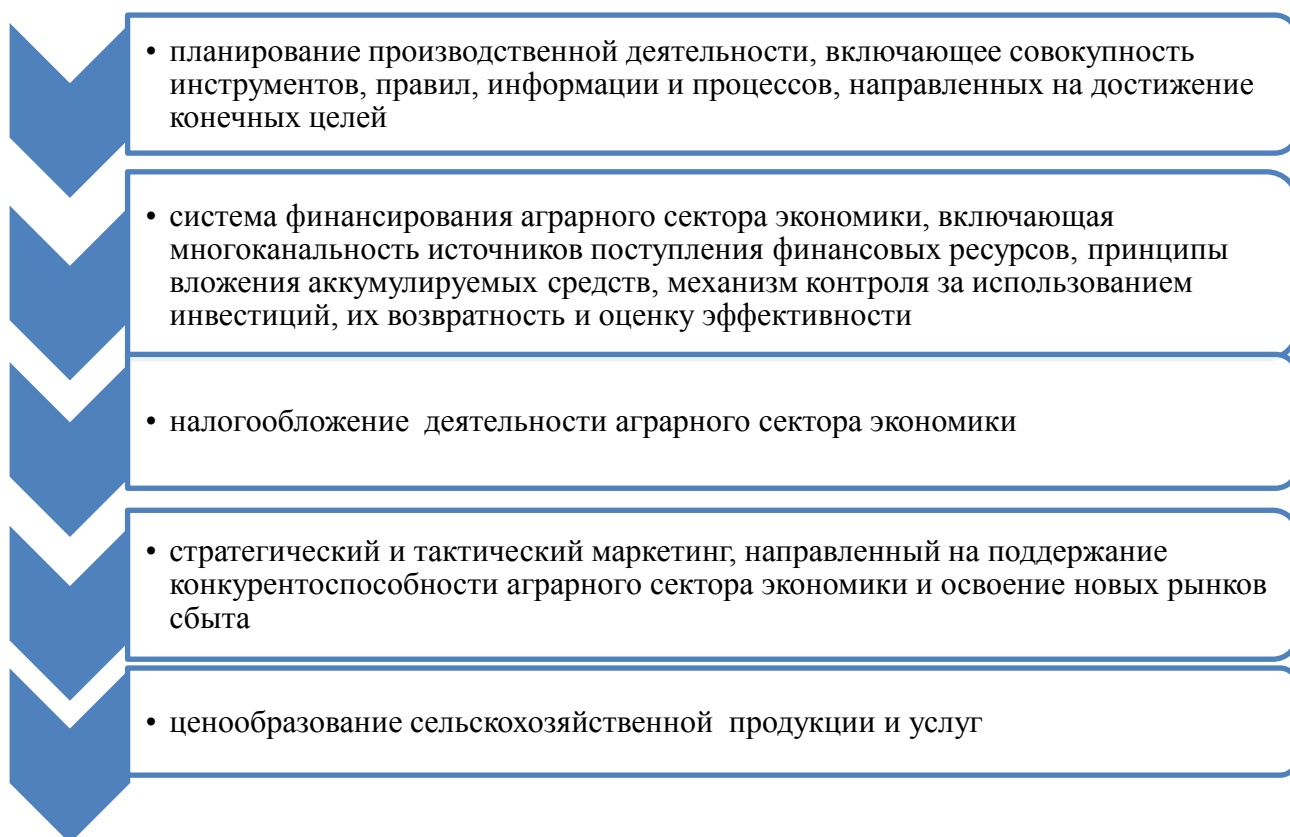 • планирование производственной деятельности, включающее совокупность
инструментов, правил, информации и процессов, направленных на достижение
конечных целей
• система финансирования аграрного сектора экономики, включающая
многоканальность источников поступления финансовых ресурсов, принципы
вложения аккумулируемых средств, механизм контроля за использованием
инвестиций, их возвратность и оценку эффективности
• налогообложение деятельности аграрного сектора экономики
• стратегический и тактический маркетинг, направленный на поддержание
конкурентоспособности аграрного сектора экономики и освоение новых рынков
сбыта
• ценообразование сельскохозяйственной продукции и услуг